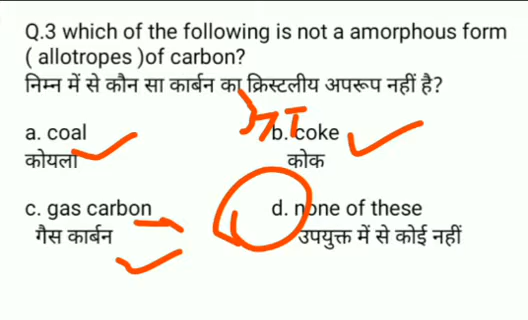 Q.3 which of the following is not a amorphous form
( allotropes )of carbon?
निम्न में से कौन सा कार्बन का क्रिस्टलीय अपरूप नहीं है?
a. coal
कोयला
b. coke
कोक
c. gas carbon
गैस कार्बन
d. none of these
उपयुक्त में से कोई नहीं